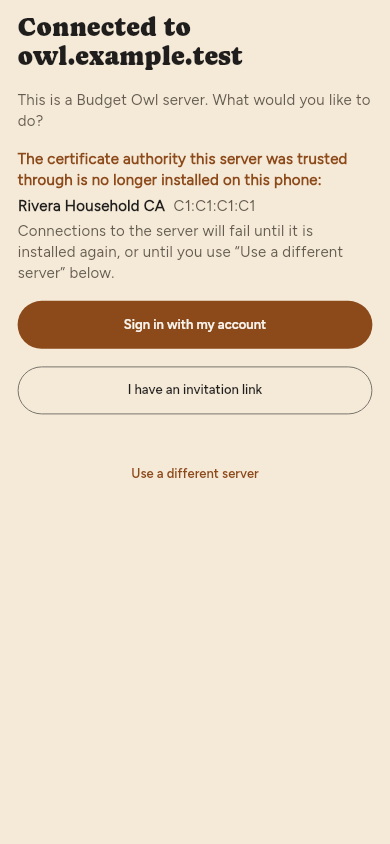 Connected to
owl.example.test
This is a Budget Owl server. What would you like to
do?
The certificate authority this server was trusted
through is no longer installed on this phone:
Rivera Household CA C1:C1:C1:C1
Connections to the server will fail until it is
installed again, or until you use “Use a different
server” below.
Sign in with my account
I have an invitation link
Use a different server